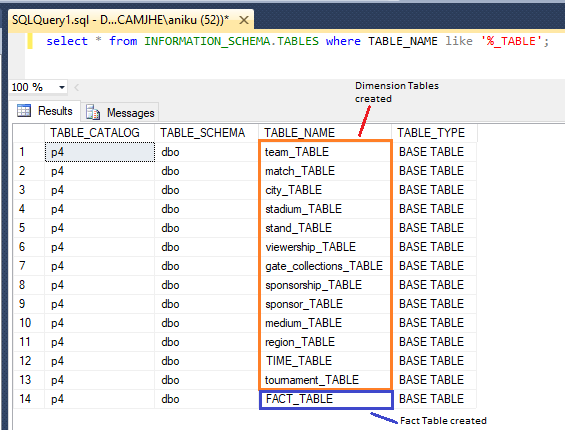 SQLQuery1.sql - D...CAMJHE\aniku (52))*
select * from INFORMATION_SCHEMA.TABLES where TABLE_NAME like '%_TABLE';
Dimension Tables
created
100 %
Results Messages
TABLE_CATALOG TABLE_SCHEMA TABLE_NAME TABLE_TYPE
1 p4 dbo team_TABLE BASE TABLE
2 p4 dbo match_TABLE BASE TABLE
3 p4 dbo city_TABLE BASE TABLE
4 p4 dbo stadium_TABLE BASE TABLE
5 p4 dbo stand_TABLE BASE TABLE
6 p4 dbo viewership_TABLE BASE TABLE
7 p4 dbo gate_collections_TABLE BASE TABLE
8 p4 dbo sponsorship_TABLE BASE TABLE
9 p4 dbo sponsor_TABLE BASE TABLE
10 p4 dbo medium_TABLE BASE TABLE
11 p4 dbo region_TABLE BASE TABLE
12 p4 dbo TIME_TABLE BASE TABLE
13 p4 dbo tournament_TABLE BASE TABLE
14 p4 dbo FACT_TABLE BASE TABLE
Fact Table created